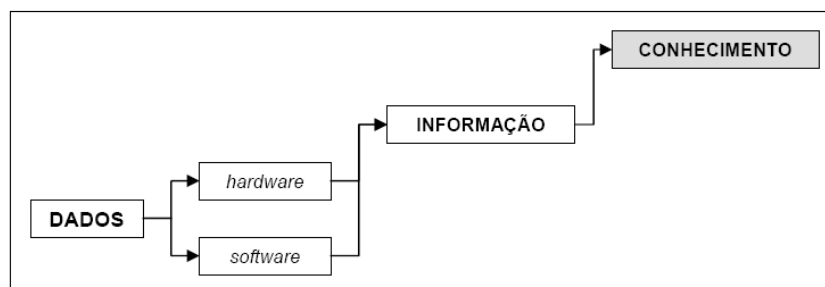 CONHECIMENTO
INFORMAÇÃO
hardware
DADOS
software